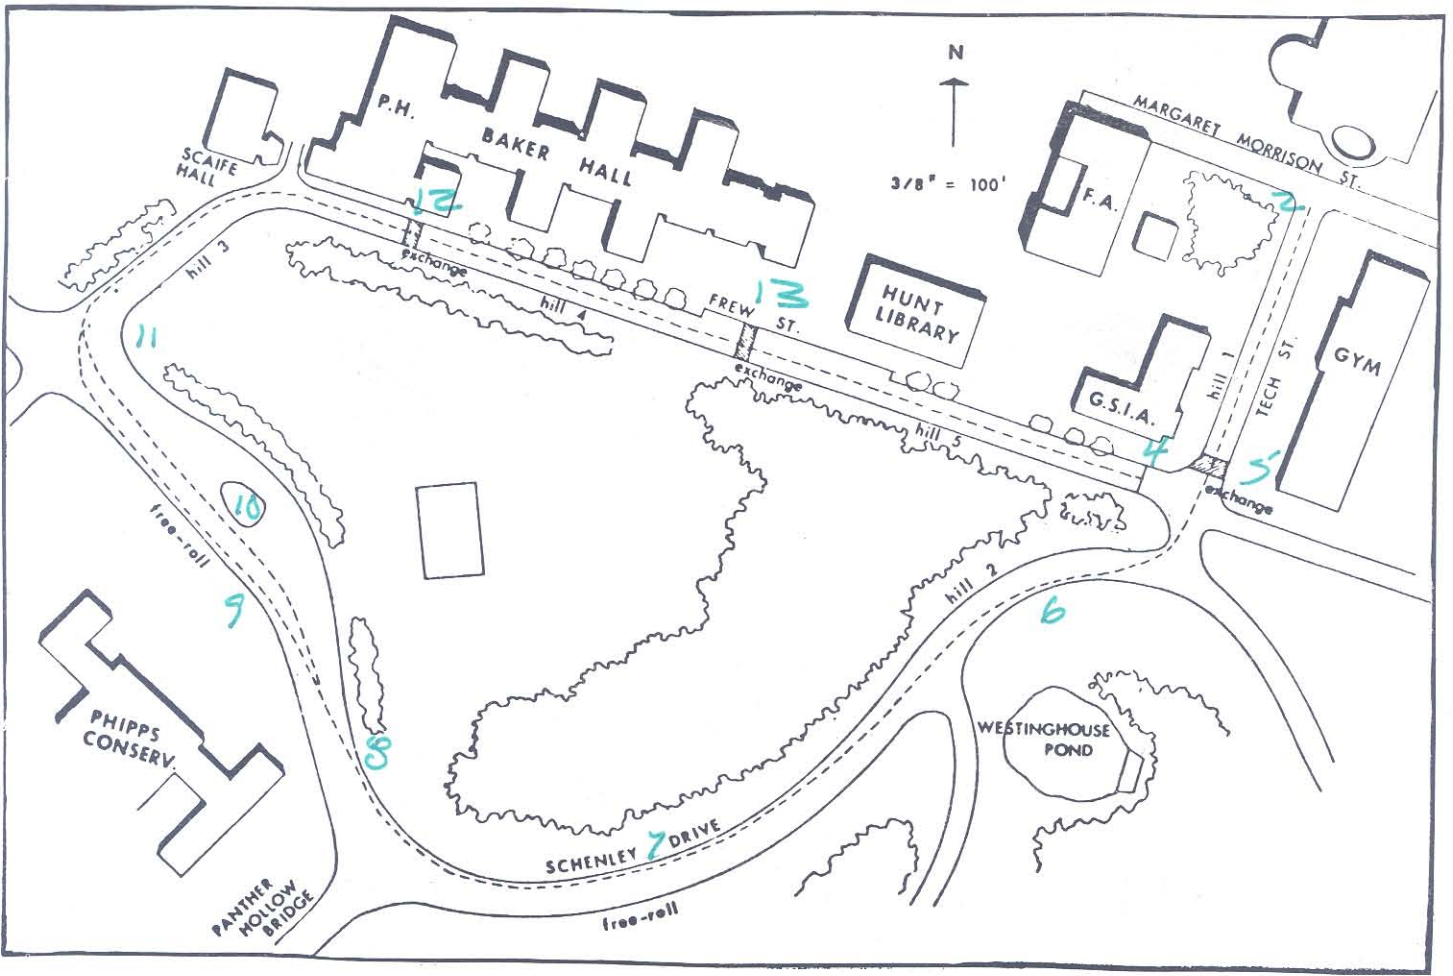 N
3/8" = 100'
P.H.
BAKER HALL
SCAIFE
HALL
MARGARET MORRISON ST.
F.A.
2
12
exchange
hill 3
hill 4
13
FREW ST.
exchange
HUNT
LIBRARY
11
G.S.I.A.
hill 1
TECH ST.
GYM
hill 5
4
5
exchange
10
free-roll
9
hill 2
6
PHIPPS
CONSERV.
8
WESTINGHOUSE
POND
SCHENLEY DRIVE
7
free-roll
PANTHER
HOLLOW
BRIDGE